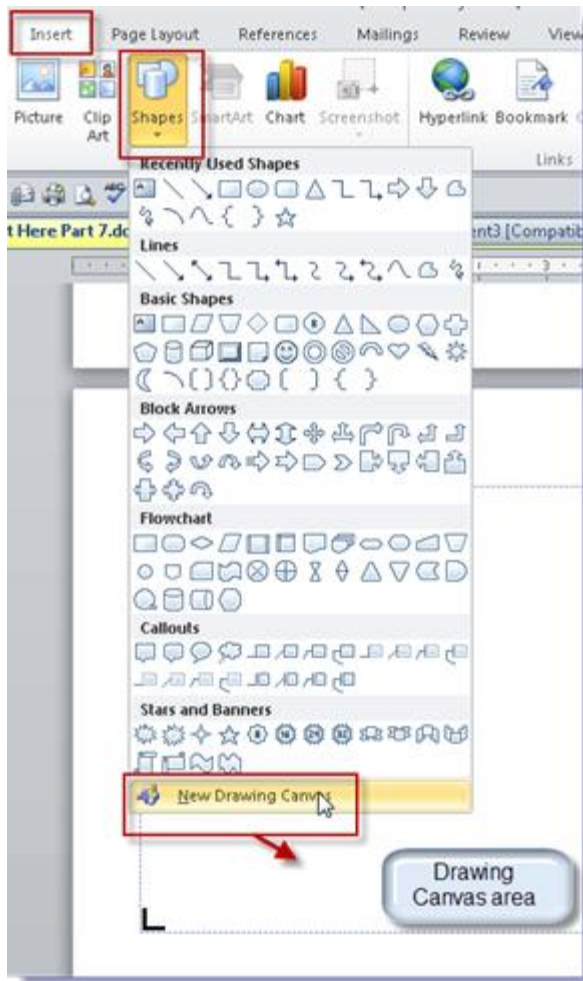 Insert Page Layout References Mailings Review View
Picture Clip Art Shapes SmartArt Chart Screenshot Hyperlink Bookmark
Links
Recently Used Shapes
t Here Part 7.dc
ent3 [Compatib
Lines
3
Basic Shapes
Block Arrows
Flowchart
Callouts
Stars and Banners
New Drawing Canvas
Drawing
Canvas area